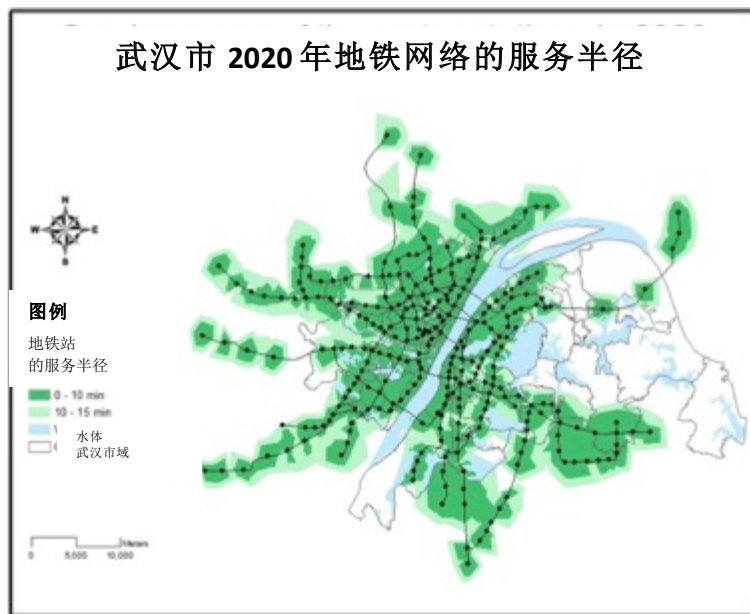 武汉市 2020 年地铁网络的服务半径
N
W E
S
图例
地铁站
的服务半径
0 - 10 min
10 - 15 min
水体
武汉市域
Meters
0 5,000 10,000